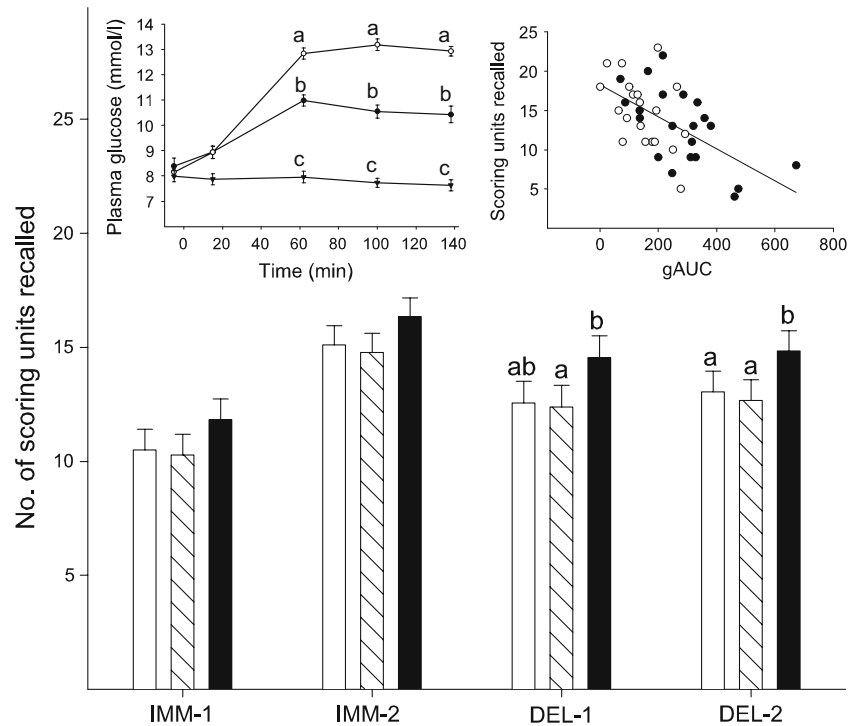 No. of scoring units recalled
25
20
15
10
5
Plasma glucose (mmol/l)
14
13
12
11
10
9
8
7
a a a
b b b
c c c
0 20 40 60 80 100 120 140
Time (min)
Scoring units recalled
25
20
15
10
5
0 200 400 600 800
gAUC
ab a b
a a b
IMM-1 IMM-2 DEL-1 DEL-2